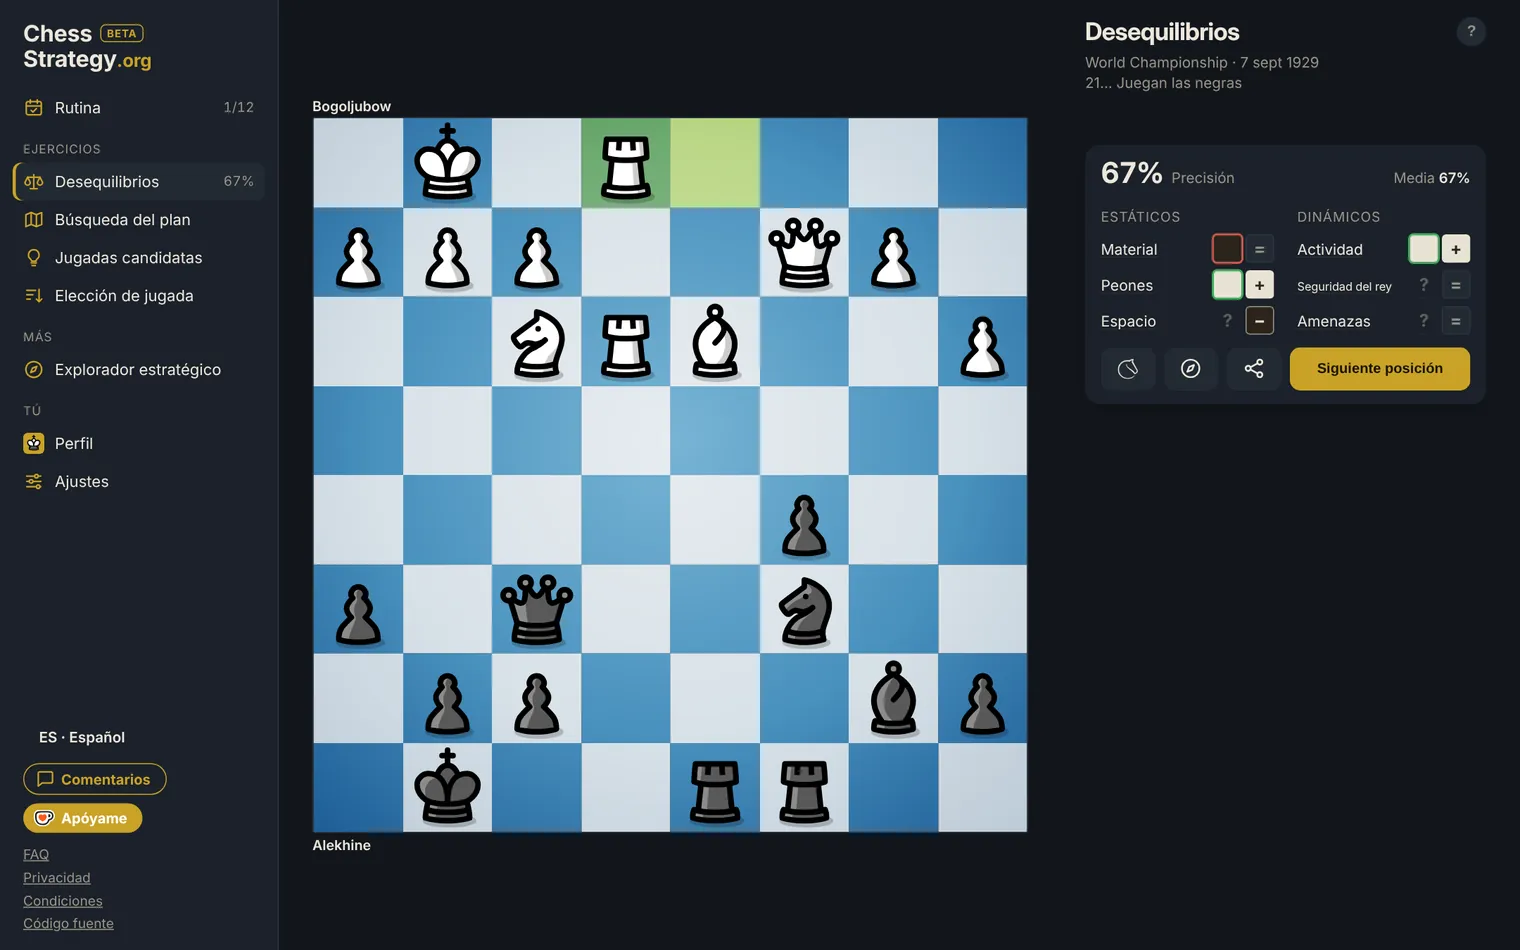 Chess BETA
Strategy.org
Rutina 1/12
EJERCICIOS
Desequilibrios 67%
Búsqueda del plan
Jugadas candidatas
Elección de jugada
MÁS
Explorador estratégico
TÚ
Perfil
Ajustes
ES · Español
Comentarios
Apóyame
FAQ
Privacidad
Condiciones
Código fuente
Bogoljubow
Alekhine
Desequilibrios ?
World Championship · 7 sept 1929
21... Juegan las negras
67% Precisión Media 67%
ESTÁTICOS DINÁMICOS
Material = Actividad +
Peones + Seguridad del rey ? =
Espacio ? − Amenazas ? =
Siguiente posición